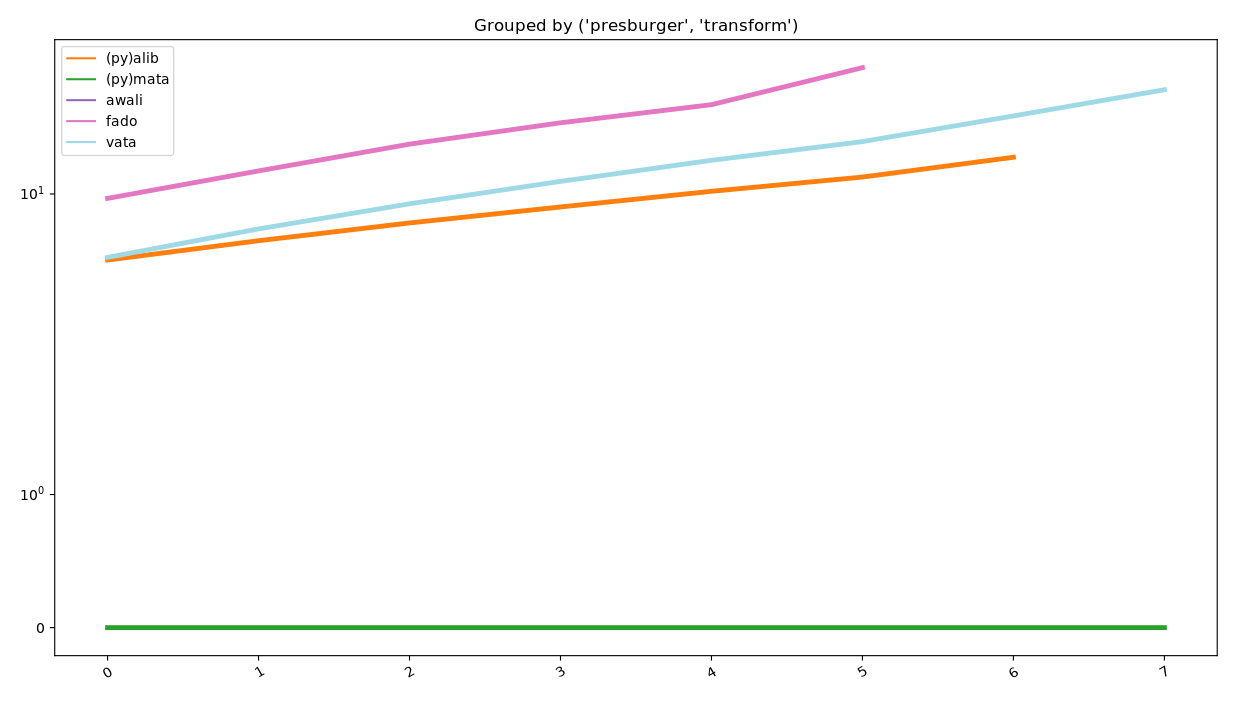 Grouped by ('presburger', 'transform')
(py)alib
(py)mata
awali
fado
vata
10¹
10⁰
0
0 1 2 3 4 5 6 7